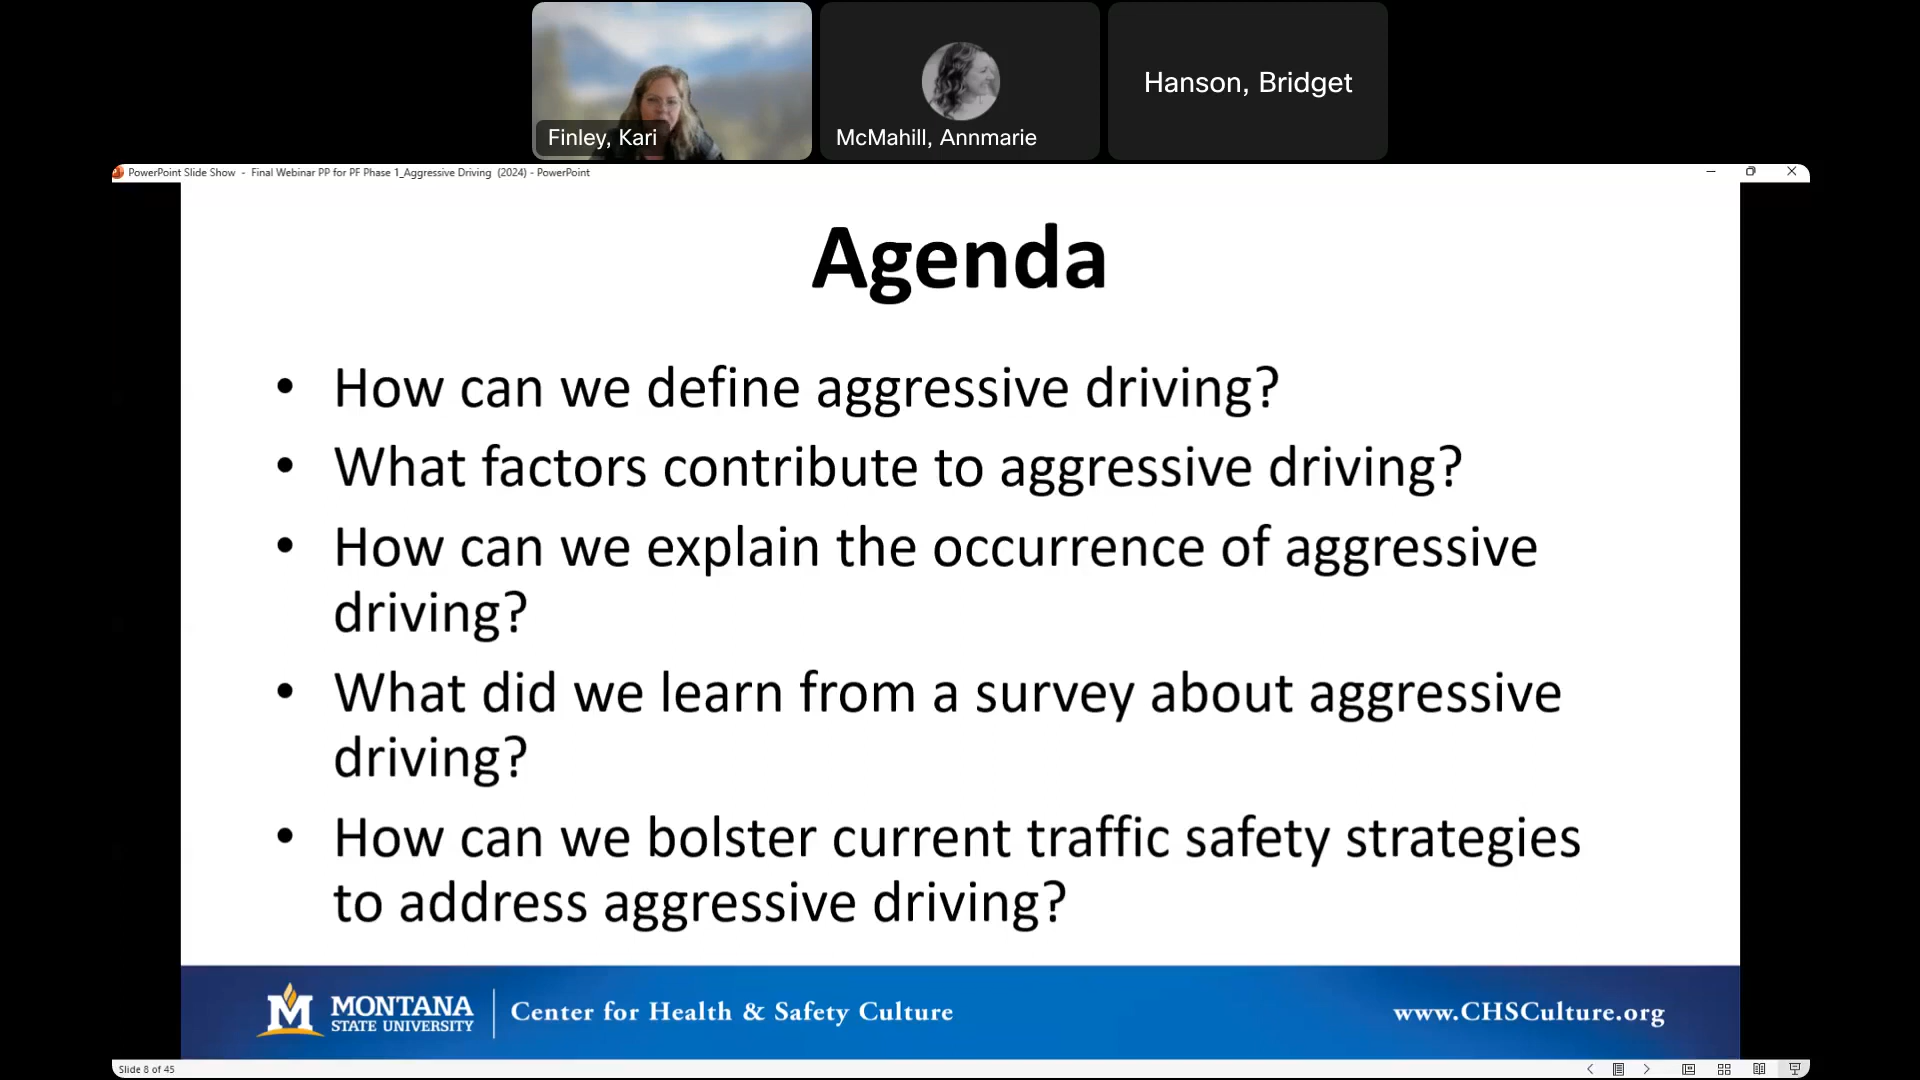 Finley, Kari
McMahill, Annmarie
Hanson, Bridget
PowerPoint Slide Show - Final Webinar PP for PF Phase 1_Aggressive Driving (2024) - PowerPoint
Agenda
• How can we define aggressive driving?
• What factors contribute to aggressive driving?
• How can we explain the occurrence of aggressive
driving?
• What did we learn from a survey about aggressive
driving?
• How can we bolster current traffic safety strategies
to address aggressive driving?
M MONTANA
STATE UNIVERSITY
Center for Health & Safety Culture
www.CHSCulture.org
Slide 8 of 45